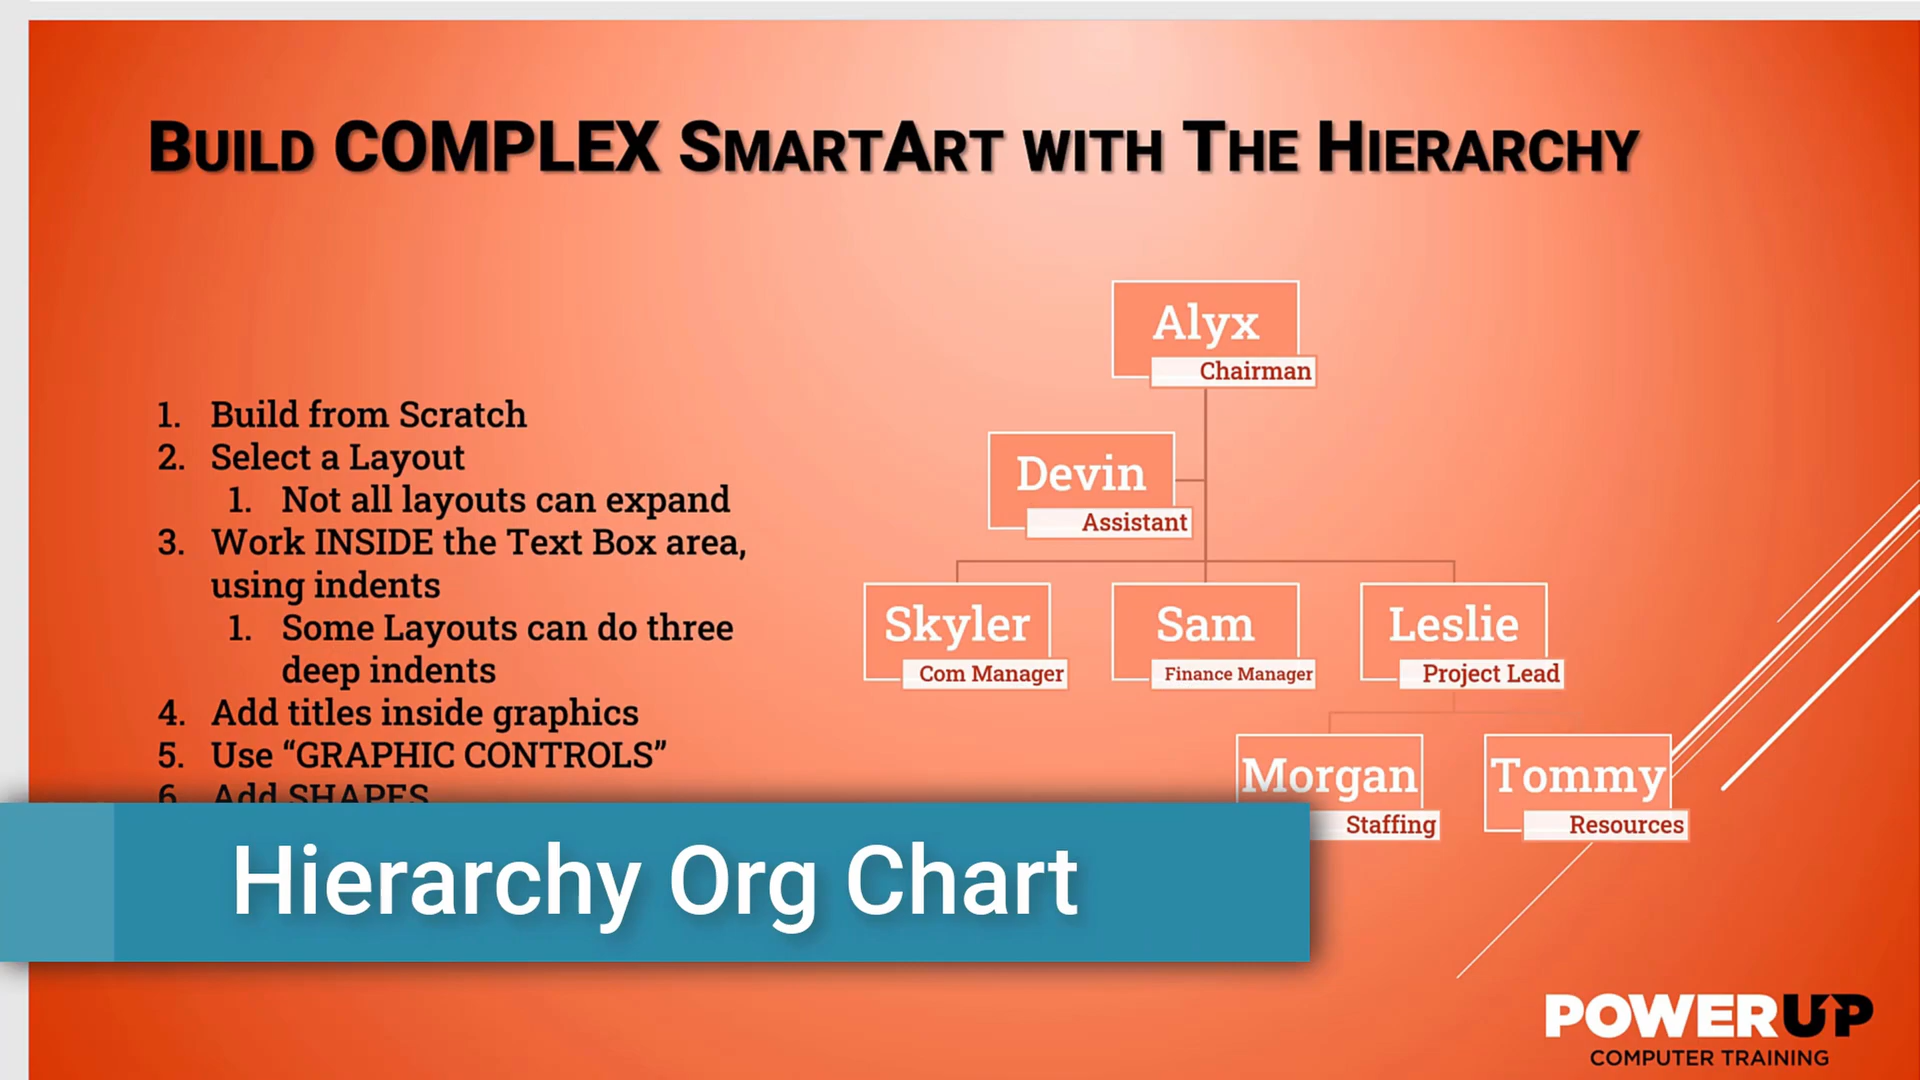 BUILD COMPLEX SMARTART WITH THE HIERARCHY
1. Build from Scratch
2. Select a Layout
1. Not all layouts can expand
3. Work INSIDE the Text Box area,
using indents
1. Some Layouts can do three
deep indents
4. Add titles inside graphics
5. Use “GRAPHIC CONTROLS”
6. Add SHAPES
Alyx
Chairman
Devin
Assistant
Skyler
Com Manager
Sam
Finance Manager
Leslie
Project Lead
Morgan
Staffing
Tommy
Resources
Hierarchy Org Chart
POWERUP
COMPUTER TRAINING